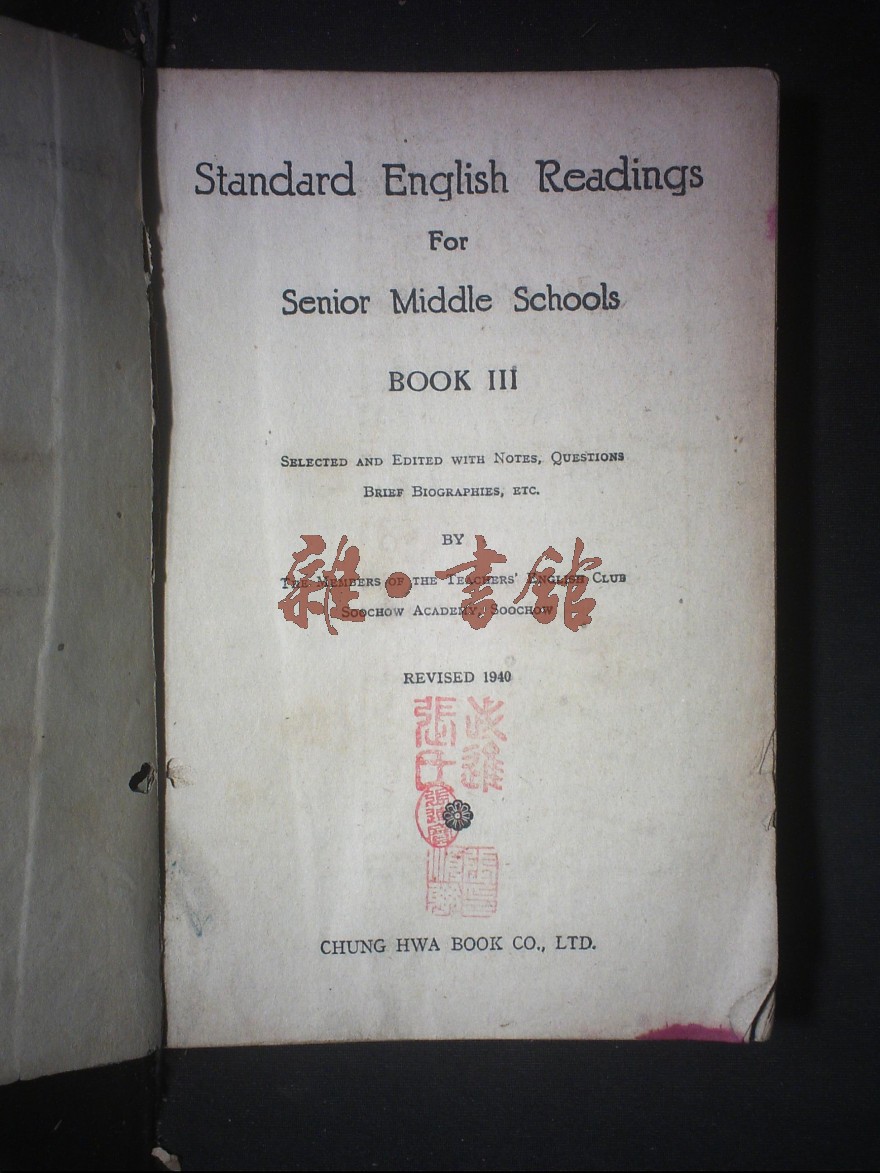 Standard English Readings
For
Senior Middle Schools
BOOK III
SELECTED AND EDITED WITH NOTES, QUESTIONS
BRIEF BIOGRAPHIES, ETC.
BY
雜·書館
THE MEMBERS OF THE TEACHERS' ENGLISH CLUB
SOOCHOW ACADEMY, SOOCHOW
REVISED 1940
張氏
CHUNG HWA BOOK CO., LTD.